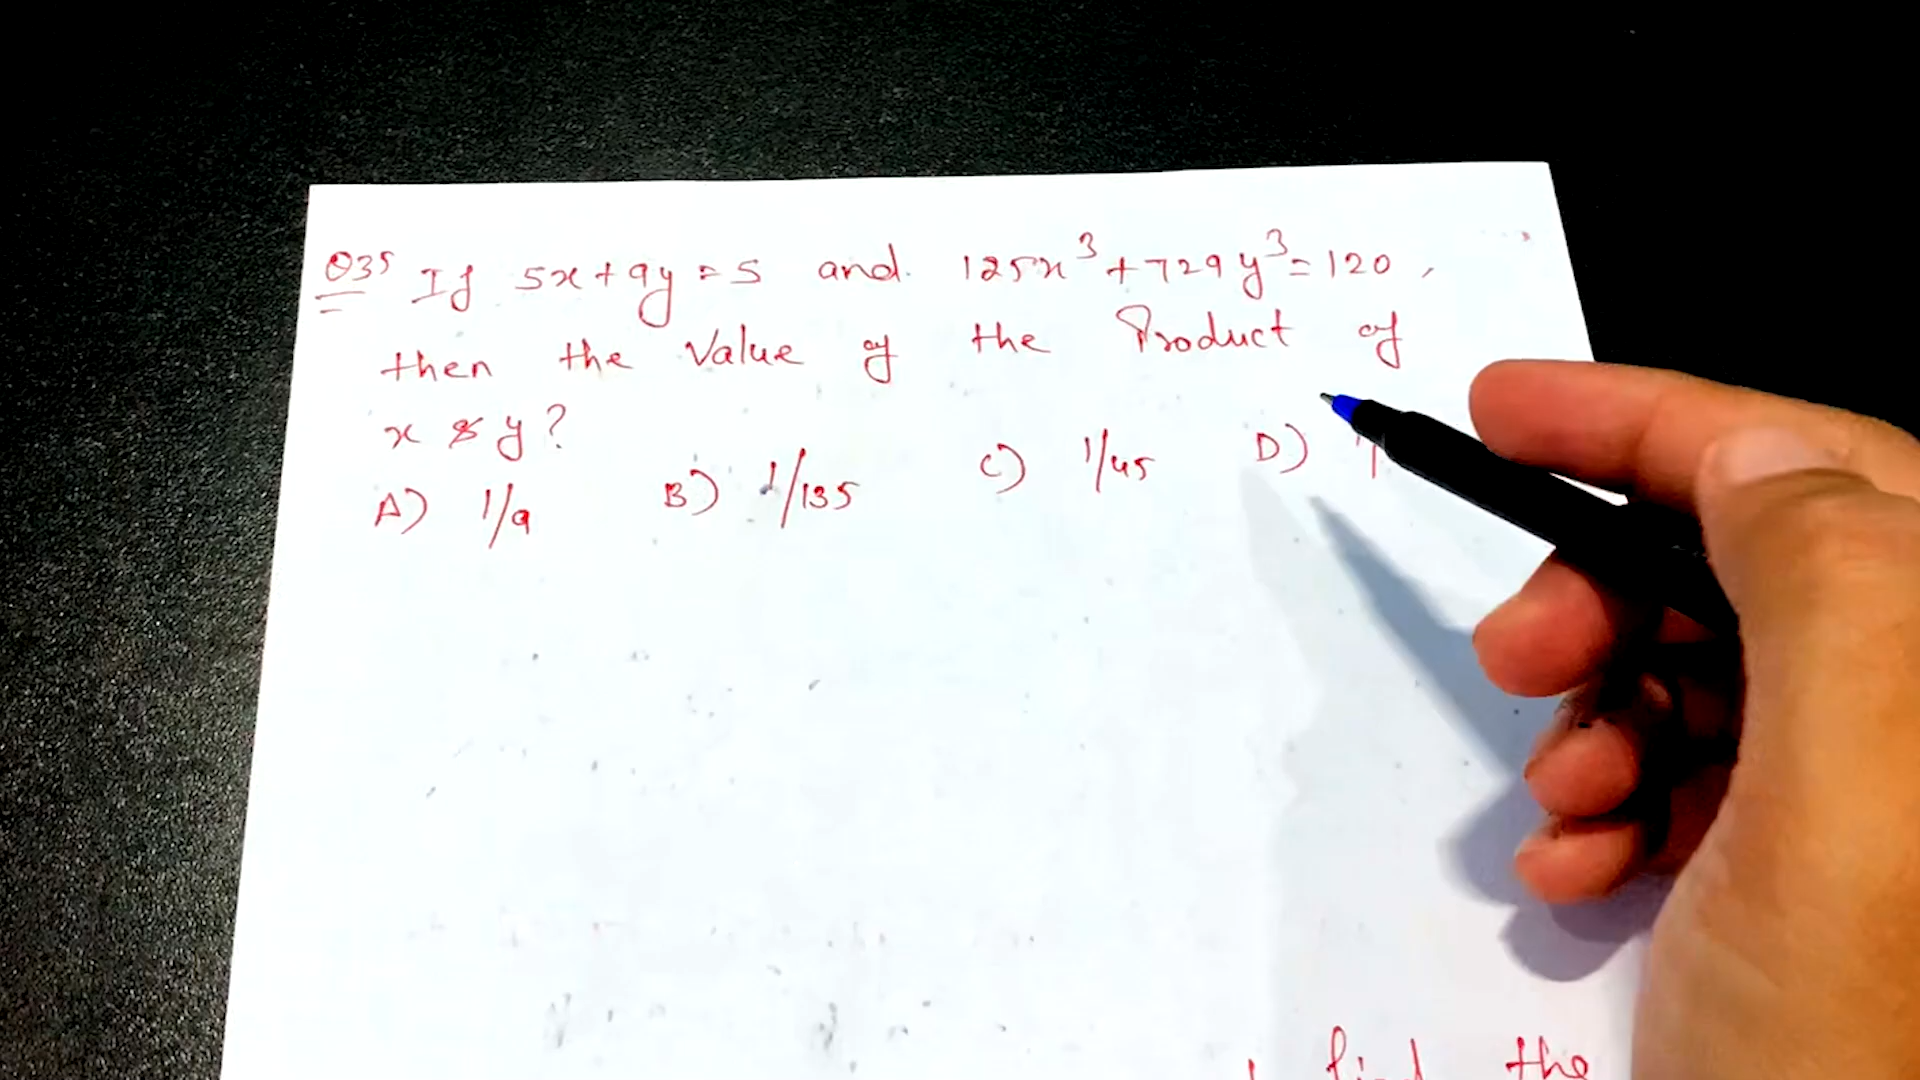 Q35 If 5x+9y=5 and 125x³+729y³=120,
then the Value of the Product of
x & y?
A) 1/9 B) 1/135 C) 1/45 D)
find the